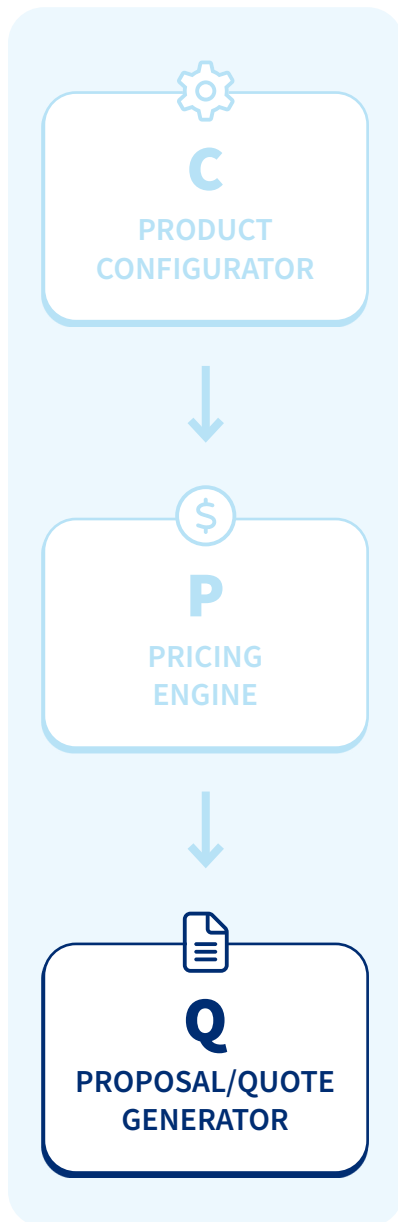 C
PRODUCT
CONFIGURATOR
$
P
PRICING
ENGINE
Q
PROPOSAL/QUOTE
GENERATOR